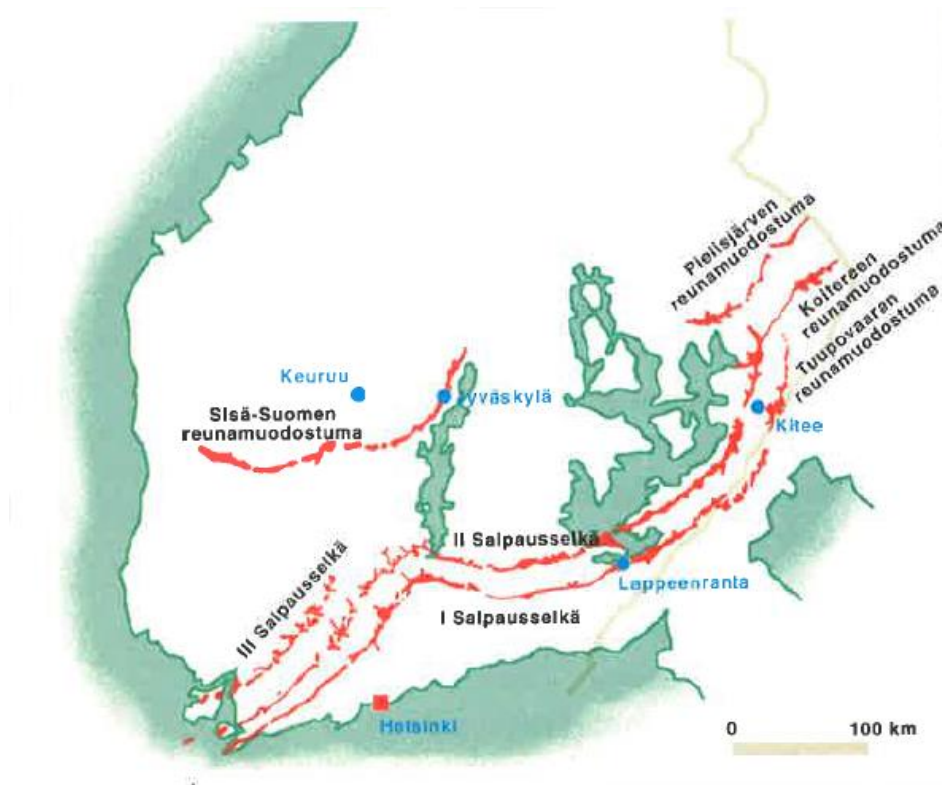 Pielisjärven
reunamuodostuma
Koitereen
reunamuodostuma
Tuupovaaran
reunamuodostuma
Keuruu
Jyväskylä
Sisä-Suomen
reunamuodostuma
Kitee
II Salpausselkä
Lappeenranta
III Salpausselkä
I Salpausselkä
Helsinki
0 100 km